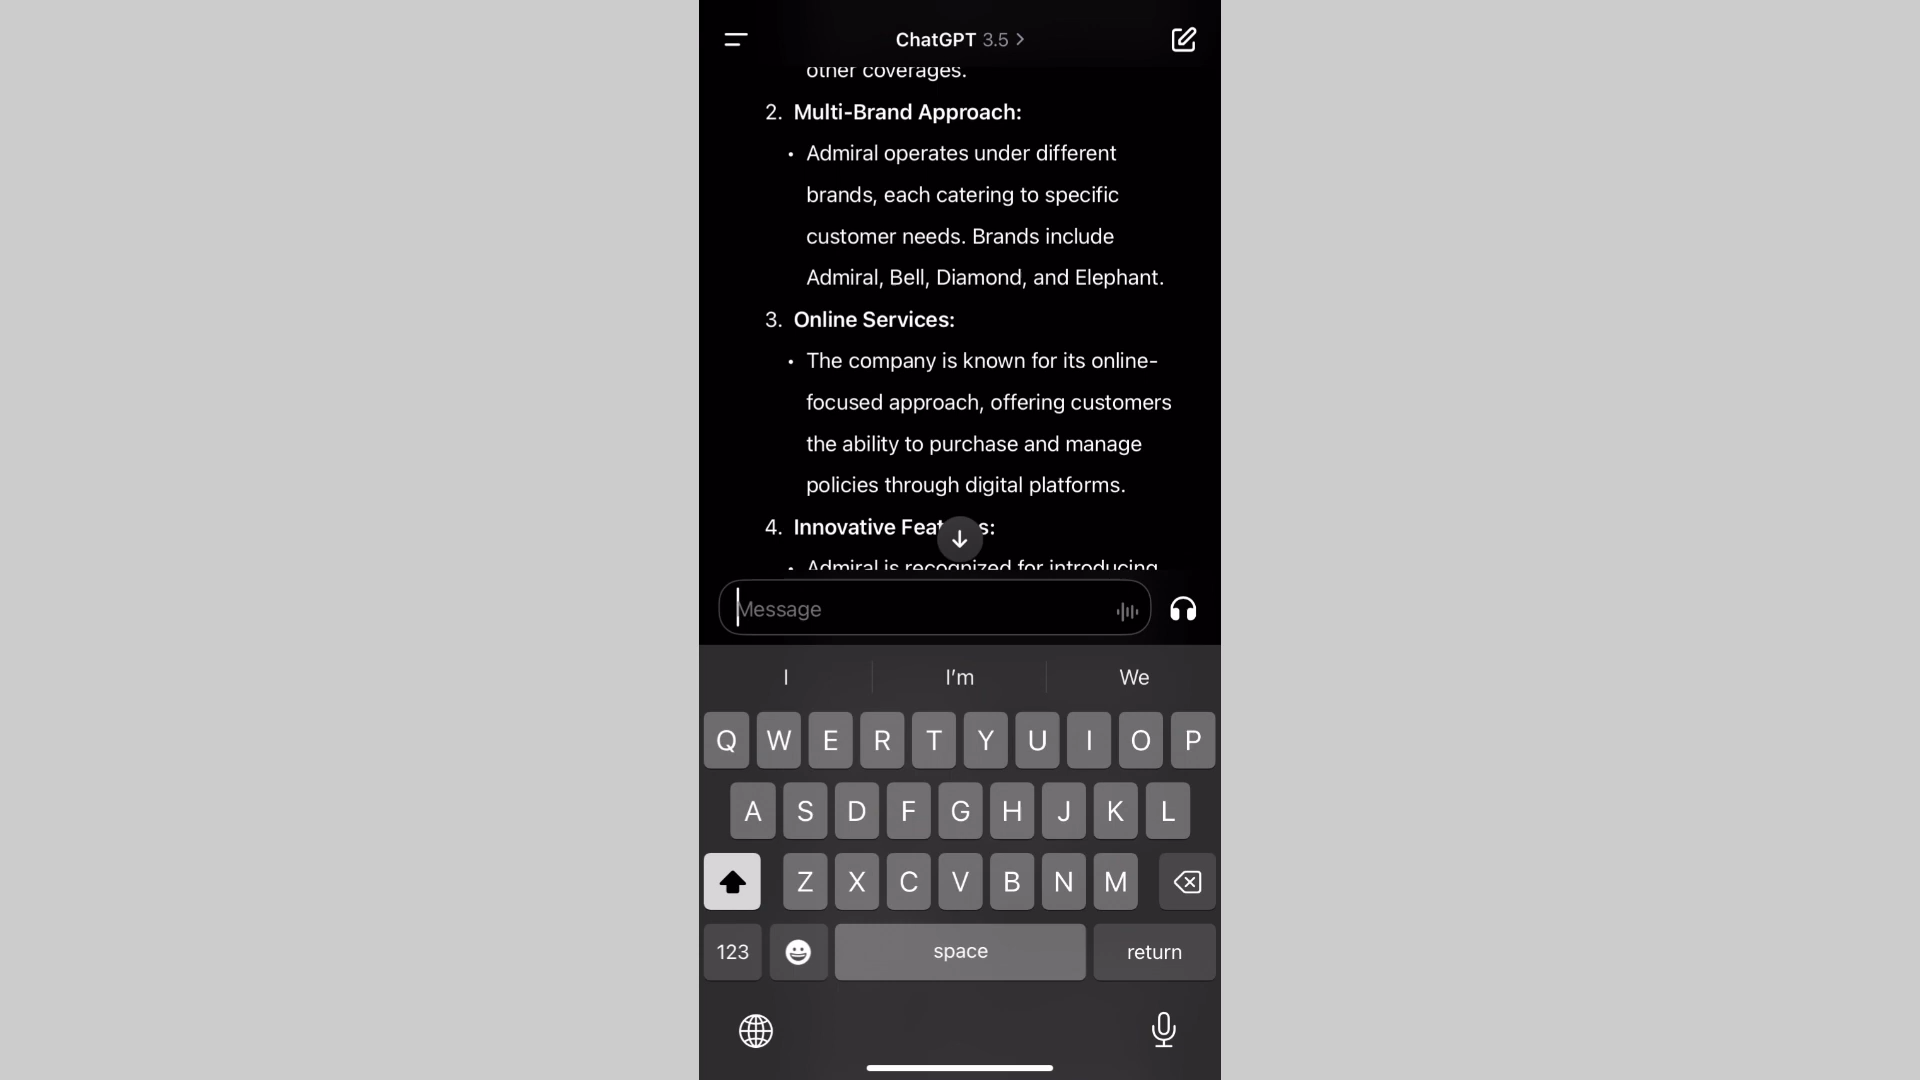 ChatGPT 3.5 >
other coverages.
2. Multi-Brand Approach:
• Admiral operates under different
brands, each catering to specific
customer needs. Brands include
Admiral, Bell, Diamond, and Elephant.
3. Online Services:
• The company is known for its online-
focused approach, offering customers
the ability to purchase and manage
policies through digital platforms.
4. Innovative Feat s:
• Admiral is recognized for introducing
Message
I I'm We
Q W E R T Y U I O P
A S D F G H J K L
Z X C V B N M
123 space return